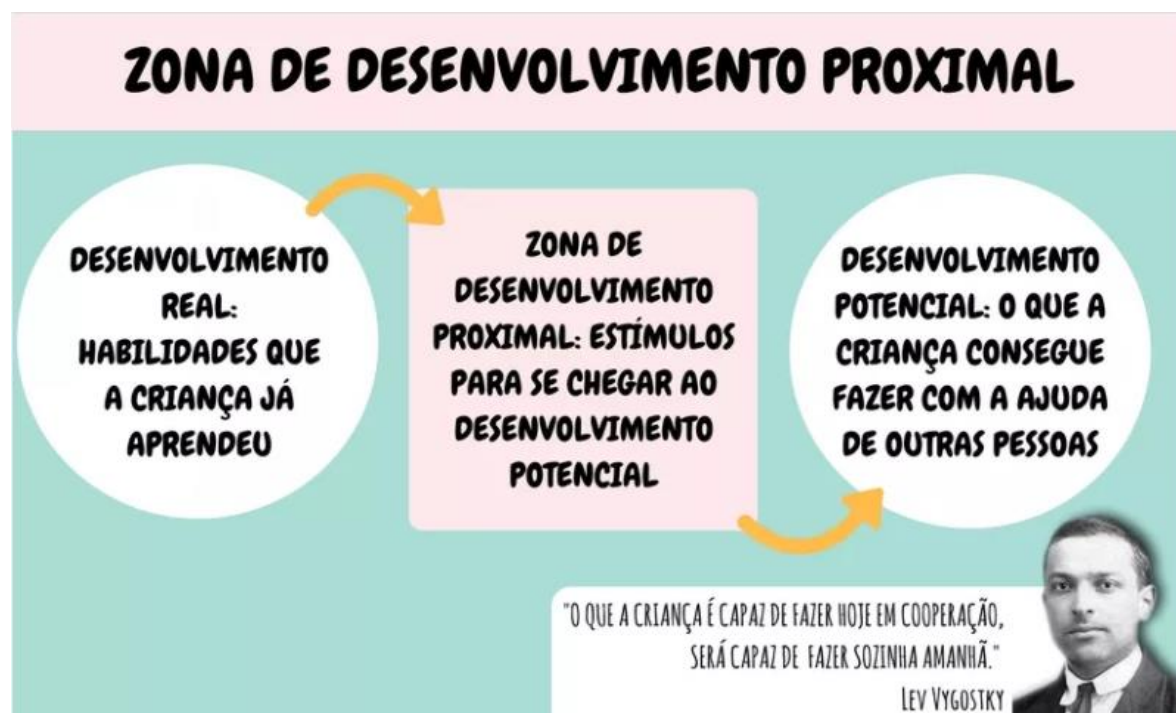 ZONA DE DESENVOLVIMENTO PROXIMAL
DESENVOLVIMENTO
REAL:
HABILIDADES QUE
A CRIANÇA JÁ
APRENDEU
ZONA DE
DESENVOLVIMENTO
PROXIMAL: ESTÍMULOS
PARA SE CHEGAR AO
DESENVOLVIMENTO
POTENCIAL
DESENVOLVIMENTO
POTENCIAL: O QUE A
CRIANÇA CONSEGUE
FAZER COM A AJUDA
DE OUTRAS PESSOAS
"O QUE A CRIANÇA É CAPAZ DE FAZER HOJE EM COOPERAÇÃO,
SERÁ CAPAZ DE FAZER SOZINHA AMANHÃ."
LEV VYGOSTKY